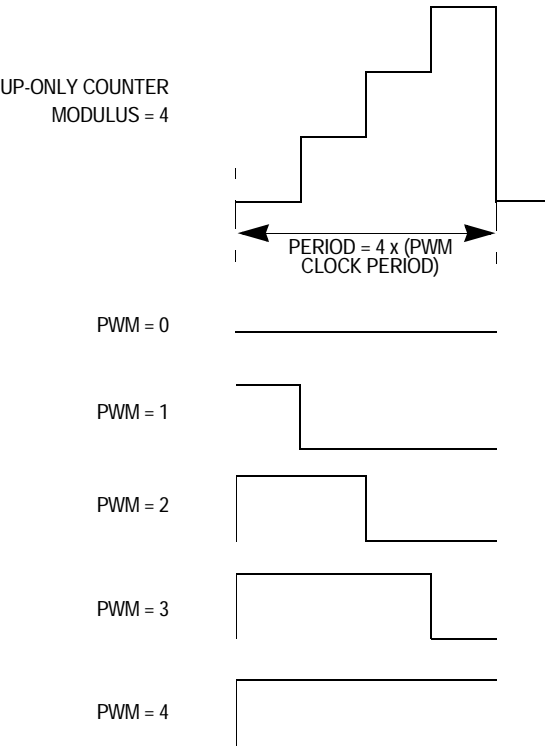 UP-ONLY COUNTER
MODULUS = 4
PERIOD = 4 x (PWM
CLOCK PERIOD)
PWM = 0
PWM = 1
PWM = 2
PWM = 3
PWM = 4